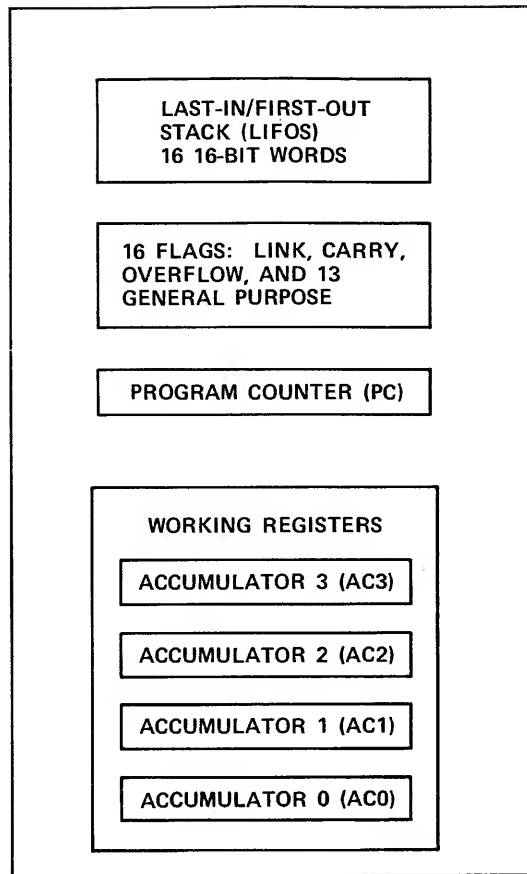 LAST-IN/FIRST-OUT
STACK (LIFOS)
16 16-BIT WORDS
16 FLAGS: LINK, CARRY,
OVERFLOW, AND 13
GENERAL PURPOSE
PROGRAM COUNTER (PC)
WORKING REGISTERS
ACCUMULATOR 3 (AC3)
ACCUMULATOR 2 (AC2)
ACCUMULATOR 1 (AC1)
ACCUMULATOR 0 (AC0)